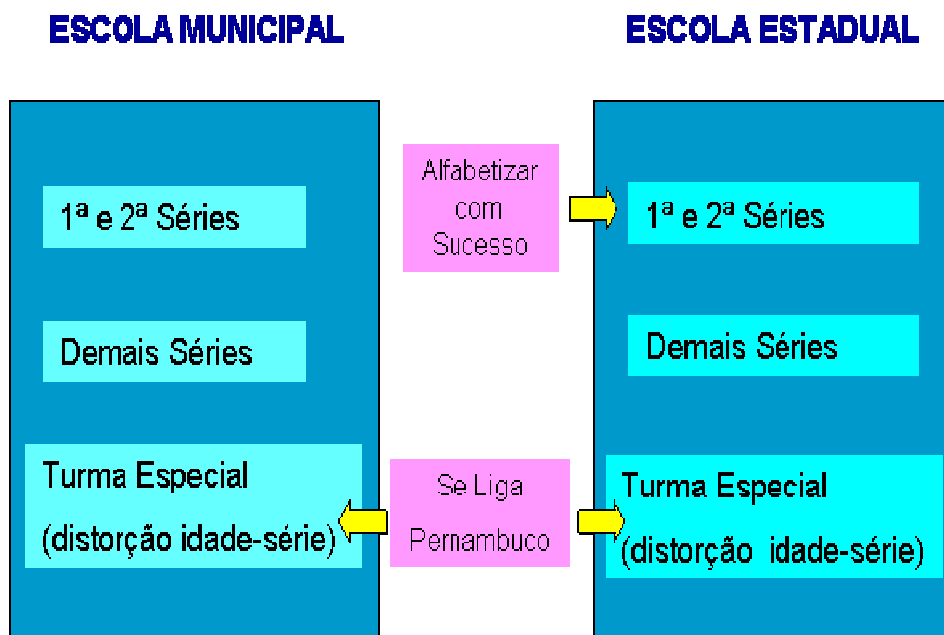 ESCOLA MUNICIPAL
ESCOLA ESTADUAL
1ª e 2ª Séries
Demais Séries
Turma Especial
(distorção idade-série)
Alfabetizar
com
Sucesso
Se Liga
Pernambuco
1ª e 2ª Séries
Demais Séries
Turma Especial
(distorção idade-série)